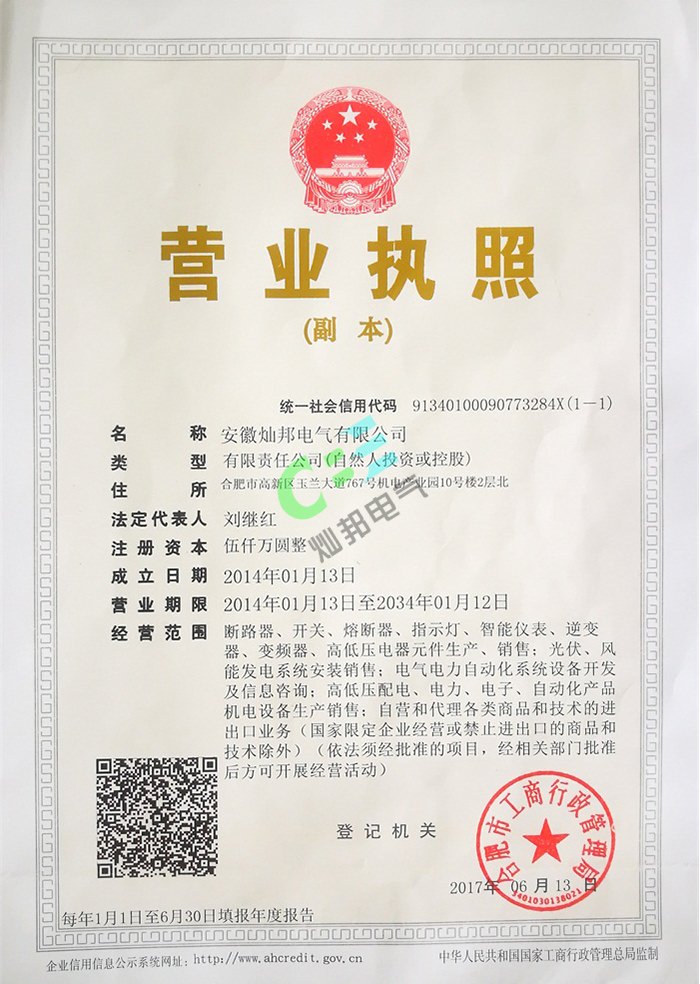 营业执照
(副 本)
统一社会信用代码 91340100090773284X(1-1)
名 称 安徽灿邦电气有限公司
类 型 有限责任公司(自然人投资或控股)
住 所 合肥市高新区玉兰大道767号机电产业园10号楼2层北
法定代表人 刘继红
注册资本 伍仟万圆整
灿邦电气
成立日期 2014年01月13日
营业期限 2014年01月13日至2034年01月12日
经营范围 断路器、开关、熔断器、指示灯、智能仪表、逆变
器、变频器、高低压电器元件生产、销售；光伏、风
能发电系统安装销售；电气电力自动化系统设备开发
及信息咨询；高低压配电、电力、电子、自动化产品
机电设备生产销售；自营和代理各类商品和技术的进
出口业务（国家限定企业经营或禁止进出口的商品和
技术除外）（依法须经批准的项目，经相关部门批准
后方可开展经营活动）
登记机关
合肥市工商行政管理局
3401030138021
2017年 06月 13日
每年1月1日至6月30日填报年度报告
企业信用信息公示系统网址：http://www.ahcredit.gov.cn
中华人民共和国国家工商行政管理总局监制